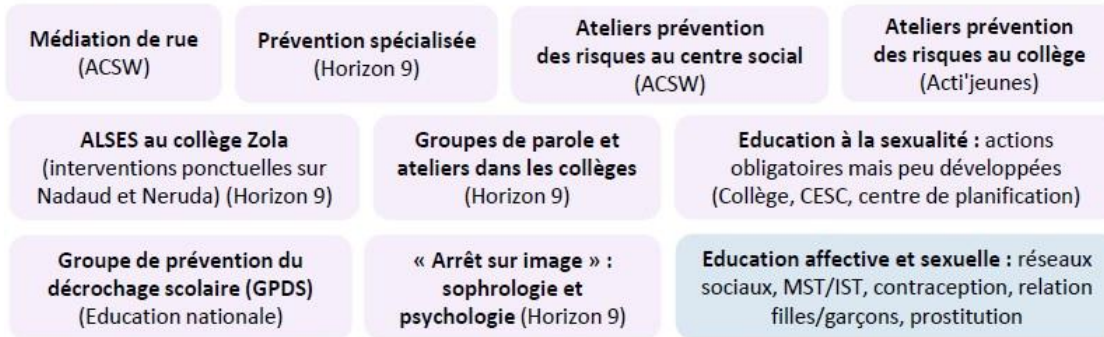 Médiation de rue
(ACSW)
Prévention spécialisée
(Horizon 9)
Ateliers prévention
des risques au centre social
(ACSW)
Ateliers prévention
des risques au collège
(Acti'jeunes)
ALSES au collège Zola
(interventions ponctuelles sur
Nadaud et Neruda) (Horizon 9)
Groupes de parole et
ateliers dans les collèges
(Horizon 9)
Education à la sexualité : actions
obligatoires mais peu développées
(Collège, CESC, centre de planification)
Groupe de prévention du
décrochage scolaire (GPDS)
(Education nationale)
« Arrêt sur image » :
sophrologie et
psychologie (Horizon 9)
Education affective et sexuelle : réseaux
sociaux, MST/IST, contraception, relation
filles/garçons, prostitution